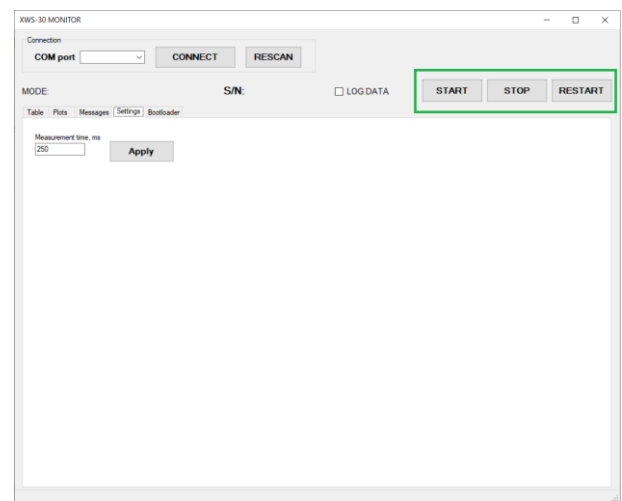 XWS-30 MONITOR
Connection
COM port CONNECT RESCAN
MODE: S/N: LOG DATA START STOP RESTART
Table Plots Messages Settings Bootloader
Measurement time, ms
250 Apply